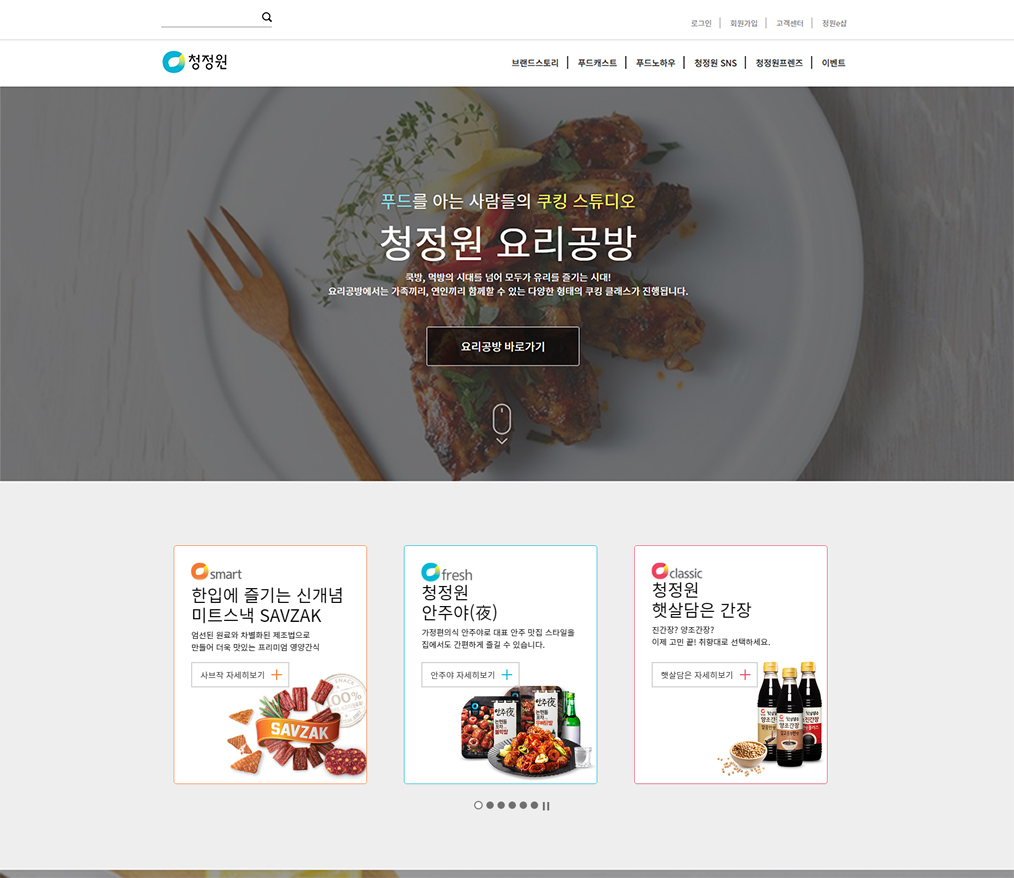 로그인 | 회원가입 | 고객센터 | 정원e샵
청정원
브랜드스토리 | 푸드캐스트 | 푸드노하우 | 청정원 SNS | 청정원프렌즈 | 이벤트
푸드를 아는 사람들의 쿠킹 스튜디오
청정원 요리공방
쿡방, 먹방의 시대를 넘어 모두가 유리를 즐기는 시대!
요리공방에서는 가족끼리, 연인끼리 함께할 수 있는 다양한 형태의 쿠킹 클래스가 진행됩니다.
요리공방 바로가기
smart
한입에 즐기는 신개념
미트스낵 SAVZAK
엄선된 원료와 차별화된 제조법으로
만들어 더욱 맛있는 프리미엄 영양간식
사브작 자세히보기
SNACK
100%
SAVZAK
fresh
청정원
안주야(夜)
가정편의식 안주야로 대표 안주 맛집 스타일을
집에서도 간편하게 즐길 수 있습니다.
안주야 자세히보기
안주夜
안주夜
classic
청정원
햇살담은 간장
진간장? 양조간장?
이제 고민 끝! 취향대로 선택하세요.
햇살담은 자세히보기
양조간장